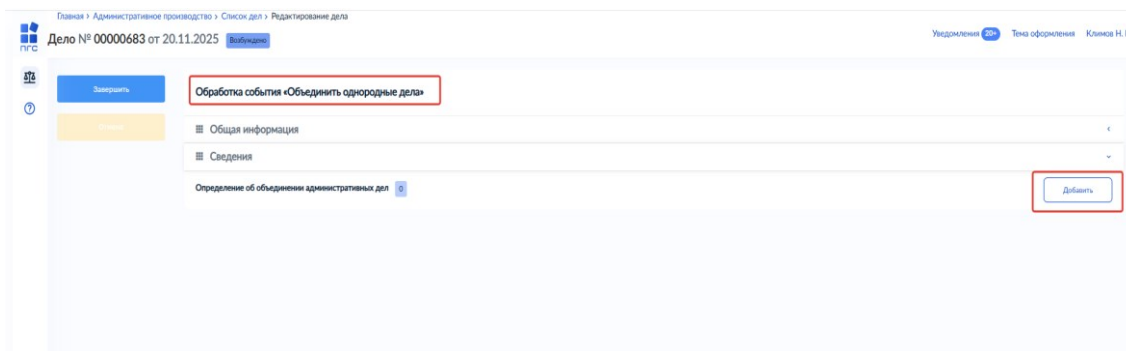 Главная > Административное производство > Список дел > Редактирование дела
пгс
Дело № 00000683 от 20.11.2025 Возбуждено
Уведомления 20+ Тема оформления Климов Н.
Завершить
Обработка события «Объединить однородные дела»
Общая информация
Сведения
Определение об объединении административных дел 0
Добавить